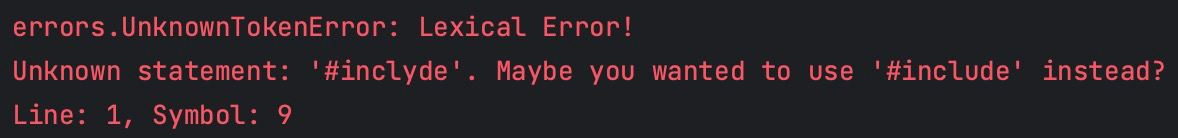 errors.UnknownTokenError: Lexical Error!
Unknown statement: '#inclyde'. Maybe you wanted to use '#include' instead?
Line: 1, Symbol: 9